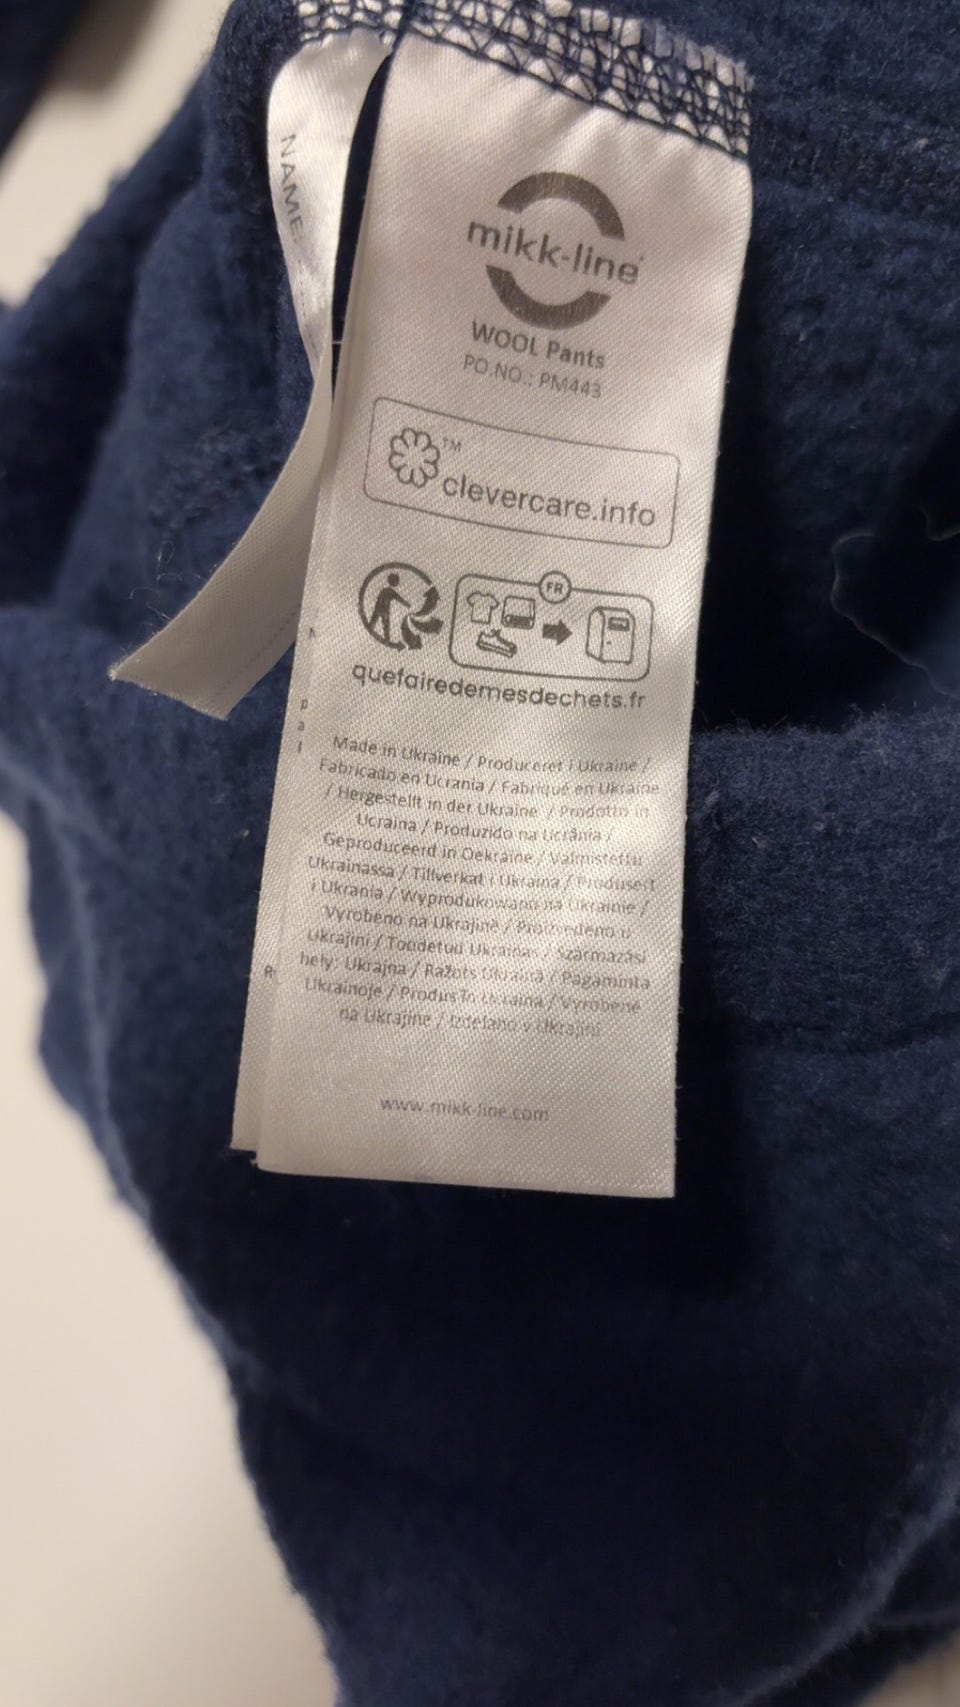 NAME:
mikk-line
WOOL Pants
PO.NO.: PM443
TM
clevercare.info
FR
quefairedemesdechets.fr
Made in Ukraine / Produceret i Ukraine /
Fabricado en Ucrania / Fabriqué en Ukraine
/ Hergestellt in der Ukraine / Prodotto in
Ucraina / Produzido na Ucrânia /
Geproduceerd in Oekraïne / Valmistettu
Ukrainassa / Tillverkat i Ukraina / Produsert
i Ukrania / Wyprodukowano na Ukrainie /
Vyrobeno na Ukrajině / Proizvedeno u
Ukrajini / Toodetud Ukrainas / Származási
hely: Ukrajna / Ražots Ukrainā / Pagaminta
Ukrainoje / Produs în Ucraina / Vyrobené
na Ukrajine / Izdelano v Ukrajini
www.mikk-line.com